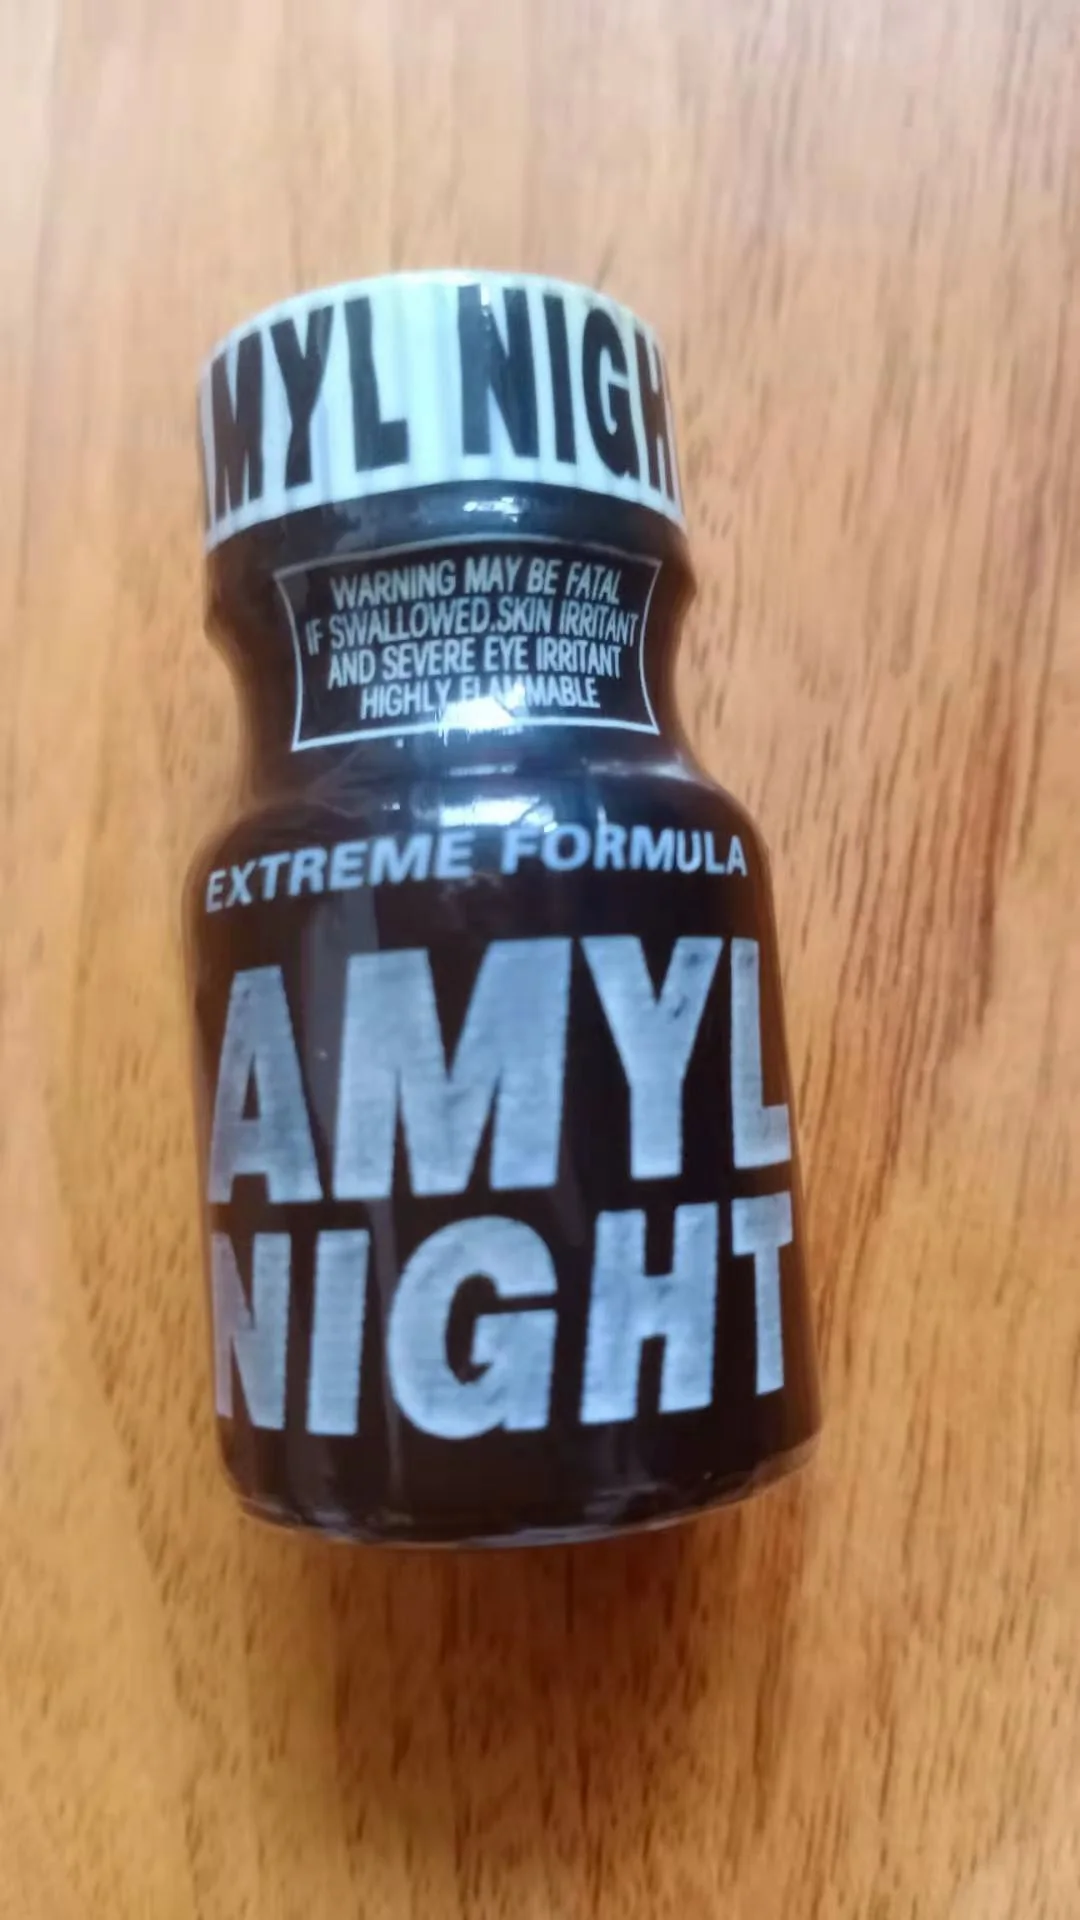 MYL NIGH
WARNING MAY BE FATAL
IF SWALLOWED.SKIN IRRITANT
AND SEVERE EYE IRRITANT
HIGHLY FLAMMABLE
EXTREME FORMULA
AMYL
NIGHT